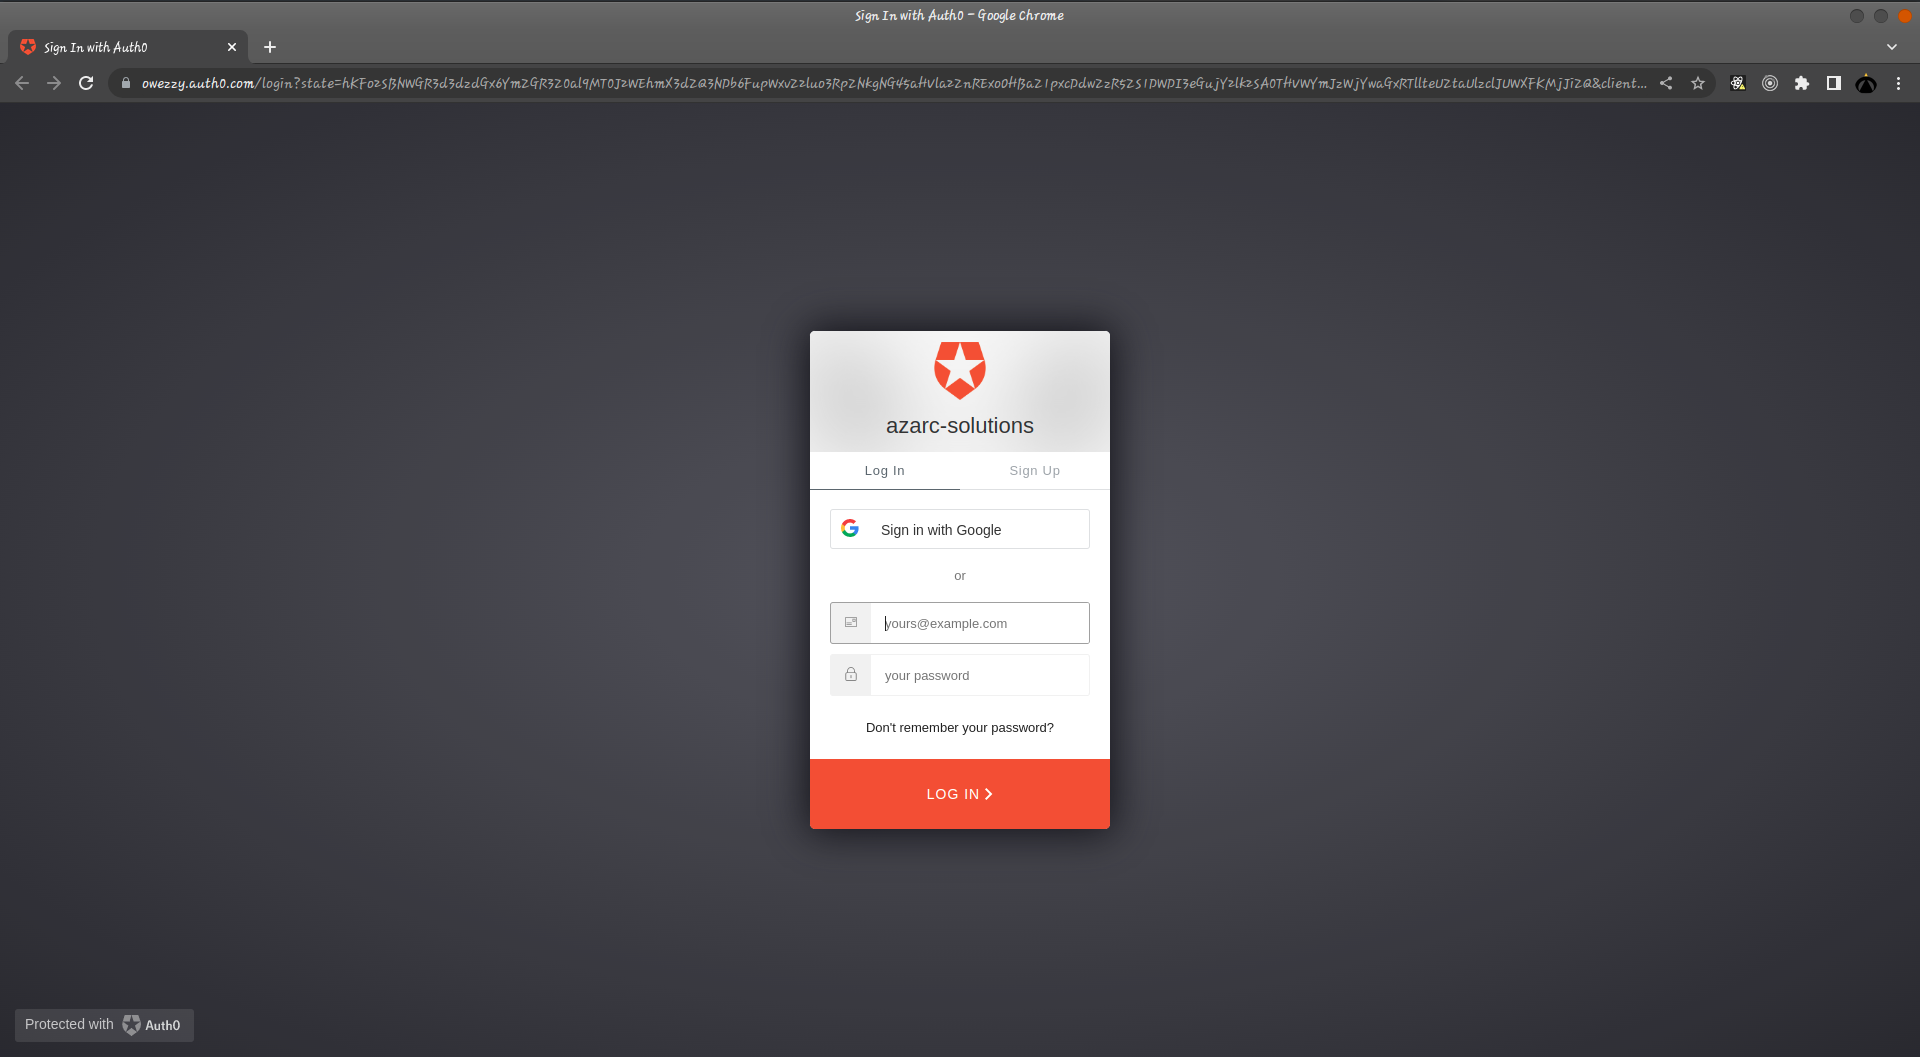 Sign In with Auth0 - Google Chrome
Sign In with Auth0
owezzy.auth0.com/login?state=
azarc-solutions
Log In
Sign Up
Sign in with Google
or
yours@example.com
your password
Don't remember your password?
LOG IN
Protected with Auth0